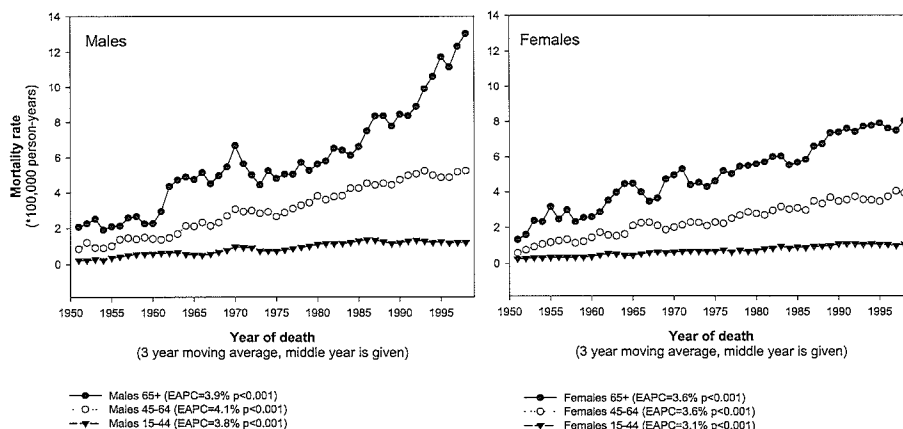 Males
Mortality rate
(*100,000 person-years)
14
12
10
8
6
4
2
0
1950 1955 1960 1965 1970 1975 1980 1985 1990 1995
Year of death
(3 year moving average, middle year is given)
Males 65+ (EAPC=3.9% p<0.001)
Males 45-64 (EAPC=4.1% p<0.001)
Males 15-44 (EAPC=3.8% p<0.001)
Females
14
12
10
8
6
4
2
0
1950 1955 1960 1965 1970 1975 1980 1985 1990 1995
Year of death
(3 year moving average, middle year is given)
Females 65+ (EAPC=3.6% p<0.001)
Females 45-64 (EAPC=3.6% p<0.001)
Females 15-44 (EAPC=3.1% p<0.001)